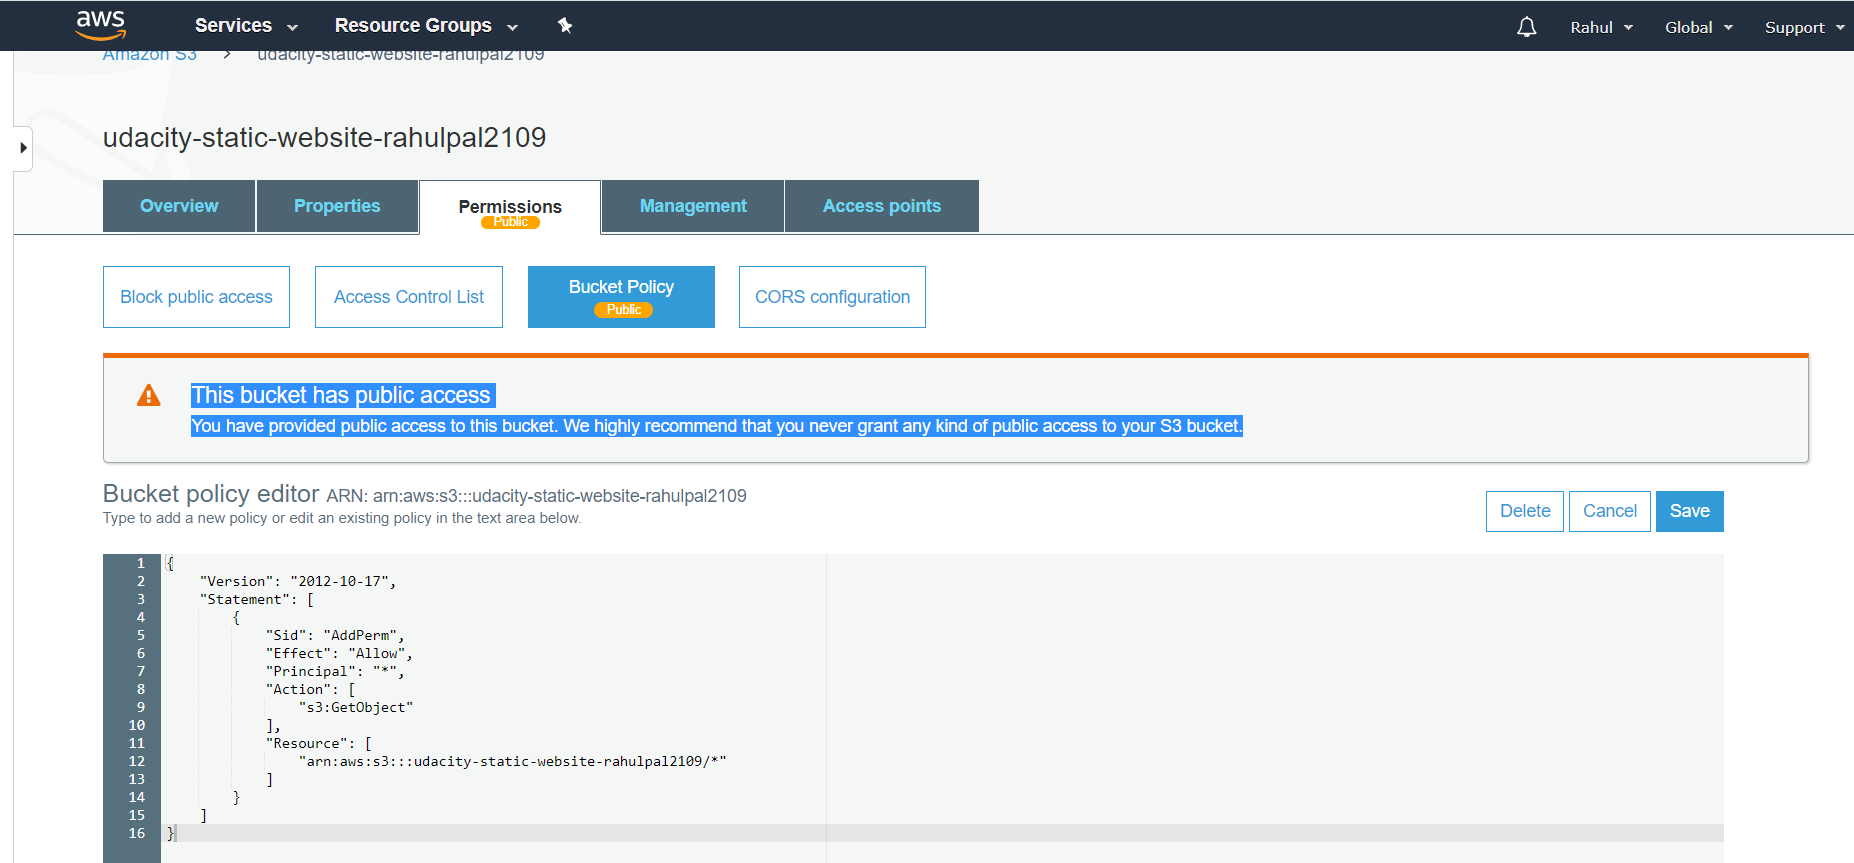 aws Services Resource Groups Rahul Global Support
Amazon S3 > udacity-static-website-rahulpal2109
udacity-static-website-rahulpal2109
Overview Properties Permissions Management Access points
Public
Block public access Access Control List Bucket Policy CORS configuration
Public
This bucket has public access
You have provided public access to this bucket. We highly recommend that you never grant any kind of public access to your S3 bucket.
Bucket policy editor ARN: arn:aws:s3:::udacity-static-website-rahulpal2109
Type to add a new policy or edit an existing policy in the text area below.
Delete Cancel Save
1 {
2 "Version": "2012-10-17",
3 "Statement": [
4 {
5 "Sid": "AddPerm",
6 "Effect": "Allow",
7 "Principal": "*",
8 "Action": [
9 "s3:GetObject"
10 ],
11 "Resource": [
12 "arn:aws:s3:::udacity-static-website-rahulpal2109/*"
13 ]
14 }
15 ]
16 }